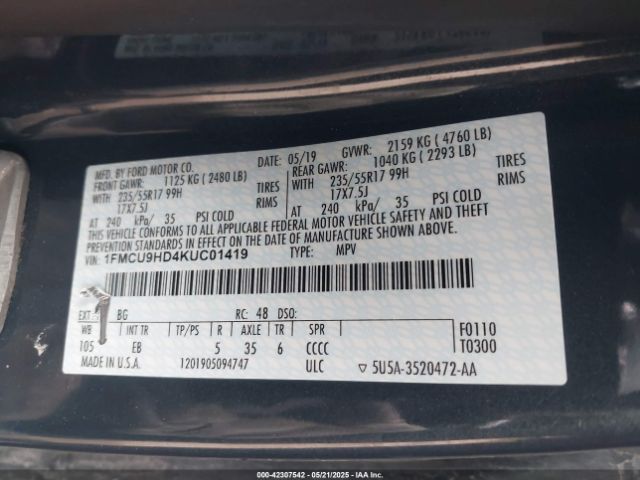 MFD. BY FORD MOTOR CO. DATE: 05/19 GVWR: 2159 KG ( 4760 LB)
FRONT GAWR: 1125 KG ( 2480 LB) REAR GAWR: 1040 KG ( 2293 LB)
235/55R17 99H TIRES 235/55R17 99H TIRES
17X7.5J RIMS 17X7.5J RIMS
AT 240 kPa/ 35 PSI COLD AT 240 kPa/ 35 PSI COLD
THIS VEHICLE CONFORMS TO ALL APPLICABLE FEDERAL MOTOR VEHICLE SAFETY AND THEFT
PREVENTION STANDARDS IN EFFECT ON THE DATE OF MANUFACTURE SHOWN ABOVE.
VIN: 1FMCU9HD4KUC01419 TYPE: MPV
EXT BG RC: 48 DSO:
WB INT TR TP/PS R AXLE TR SPR F0110
105 EB 5 35 6 CCCC T0300
MADE IN U.S.A. 1201905094747 ULC ▽ 5U5A-3520472-AA
00-42307542 - 05/21/2025 - IAA Inc.